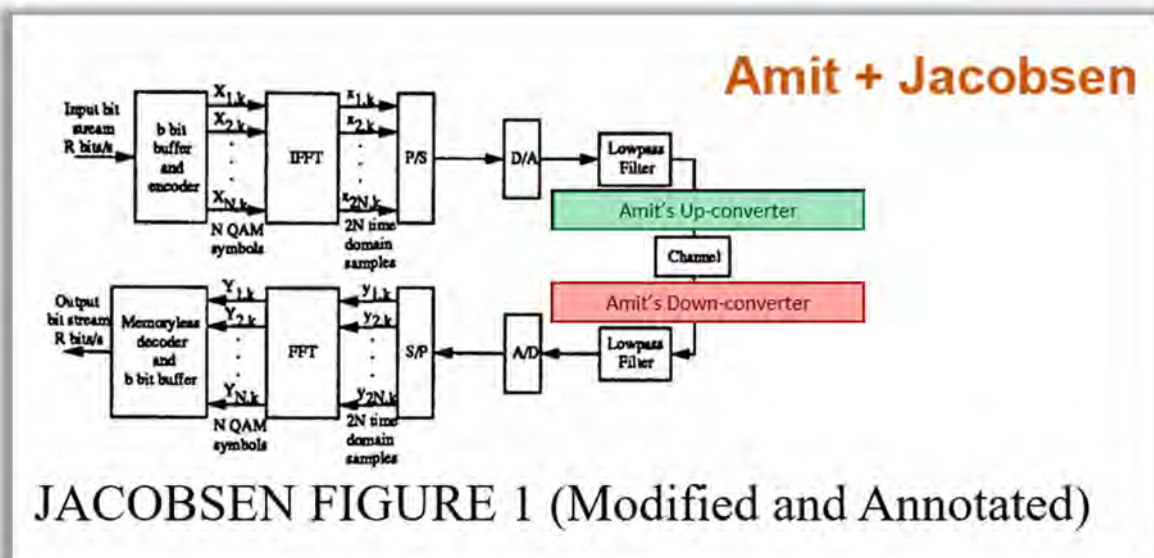 Amit + Jacobsen
Input bit
stream
R bits/s
b bit
buffer
and
encoder
X1,k
X2,k
XN,k
N QAM
symbols
IFFT
x1,k
x2,k
x2N,k
2N time
domain
samples
P/S
D/A
Lowpass
Filter
Amit's Up-converter
Channel
Amit's Down-converter
Output
bit stream
R bits/s
Memoryless
decoder
and
b bit buffer
Y1,k
Y2,k
YN,k
N QAM
symbols
FFT
y1,k
y2,k
y2N,k
2N time
domain
samples
S/P
A/D
Lowpass
Filter
JACOBSEN FIGURE 1 (Modified and Annotated)